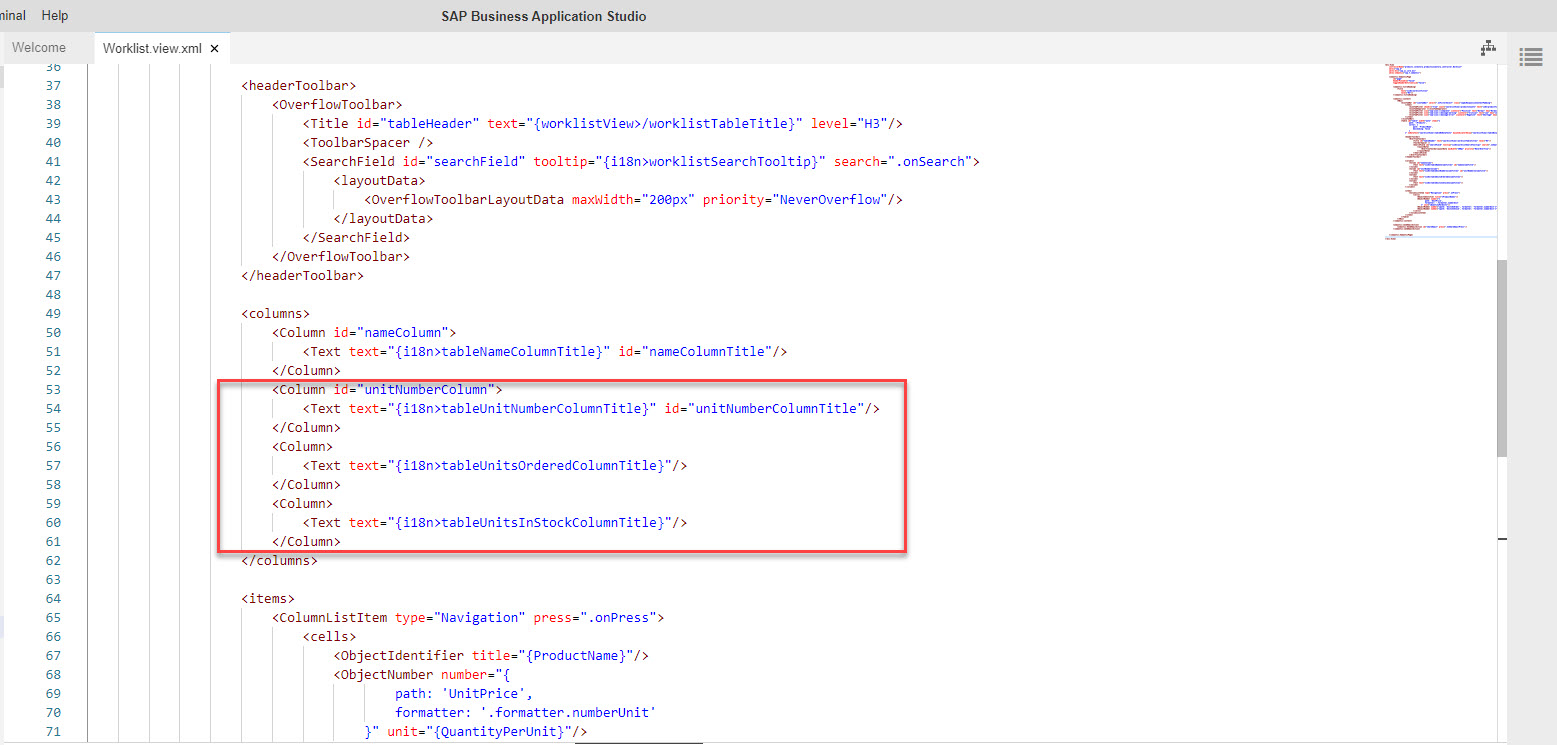 minal Help
SAP Business Application Studio
Welcome
Worklist.view.xml ×
36
37 <headerToolbar>
38 <OverflowToolbar>
39 <Title id="tableHeader" text="{worklistView>/worklistTableTitle}" level="H3"/>
40 <ToolbarSpacer />
41 <SearchField id="searchField" tooltip="{i18n>worklistSearchTooltip}" search=".onSearch">
42 <layoutData>
43 <OverflowToolbarLayoutData maxWidth="200px" priority="NeverOverflow"/>
44 </layoutData>
45 </SearchField>
46 </OverflowToolbar>
47 </headerToolbar>
48
49 <columns>
50 <Column id="nameColumn">
51 <Text text="{i18n>tableNameColumnTitle}" id="nameColumnTitle"/>
52 </Column>
53 <Column id="unitNumberColumn">
54 <Text text="{i18n>tableUnitNumberColumnTitle}" id="unitNumberColumnTitle"/>
55 </Column>
56 <Column>
57 <Text text="{i18n>tableUnitsOrderedColumnTitle}"/>
58 </Column>
59 <Column>
60 <Text text="{i18n>tableUnitsInStockColumnTitle}"/>
61 </Column>
62 </columns>
63
64 <items>
65 <ColumnListItem type="Navigation" press=".onPress">
66 <cells>
67 <ObjectIdentifier title="{ProductName}"/>
68 <ObjectNumber number="{
69 path: 'UnitPrice',
70 formatter: '.formatter.numberUnit'
71 }" unit="{QuantityPerUnit}"/>